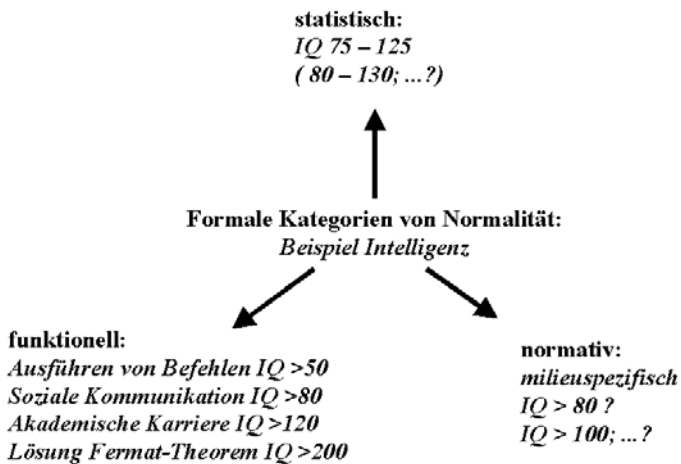 statistisch:
IQ 75 – 125
( 80 – 130; ...?)
Formale Kategorien von Normalität:
Beispiel Intelligenz
funktionell:
Ausführen von Befehlen IQ >50
Soziale Kommunikation IQ >80
Akademische Karriere IQ >120
Lösung Fermat-Theorem IQ >200
normativ:
milieuspezifisch
IQ > 80 ?
IQ > 100; ...?